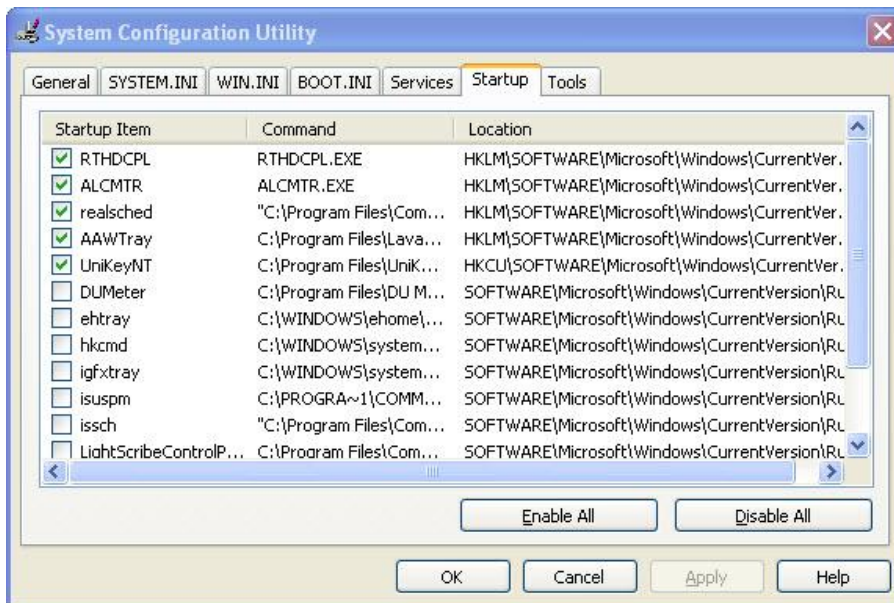 System Configuration Utility
General SYSTEM.INI WIN.INI BOOT.INI Services Startup Tools
Startup Item Command Location
RTHDCPL RTHDCPL.EXE HKLM\SOFTWARE\Microsoft\Windows\CurrentVer.
ALCMTR ALCMTR.EXE HKLM\SOFTWARE\Microsoft\Windows\CurrentVer.
realsched "C:\Program Files\Com... HKLM\SOFTWARE\Microsoft\Windows\CurrentVer.
AAWTray C:\Program Files\Lava... HKLM\SOFTWARE\Microsoft\Windows\CurrentVer.
UniKeyNT C:\Program Files\UniK... HKCU\SOFTWARE\Microsoft\Windows\CurrentVer.
DUMeter C:\Program Files\DU M... SOFTWARE\Microsoft\Windows\CurrentVersion\Ru
ehtray C:\WINDOWS\ehome\... SOFTWARE\Microsoft\Windows\CurrentVersion\Ru
hkcmd C:\WINDOWS\system... SOFTWARE\Microsoft\Windows\CurrentVersion\Ru
igfxtray C:\WINDOWS\system... SOFTWARE\Microsoft\Windows\CurrentVersion\Ru
isuspm C:\PROGRA~1\COMM... SOFTWARE\Microsoft\Windows\CurrentVersion\Ru
issch "C:\Program Files\Com... SOFTWARE\Microsoft\Windows\CurrentVersion\Ru
LightScribeControlP... C:\Program Files\Com... SOFTWARE\Microsoft\Windows\CurrentVersion\Ru
Enable All Disable All
OK Cancel Apply Help